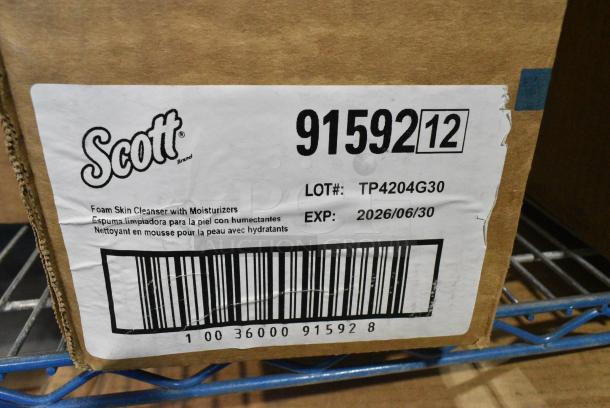 Scott®
Brand
91592 12
LOT#: TP4204G30
EXP: 2026/06/30
Foam Skin Cleanser with Moisturizers
Espuma limpiadora para la piel con humectantes
Nettoyant en mousse pour la peau avec hydratants
1 00 36000 91592 8